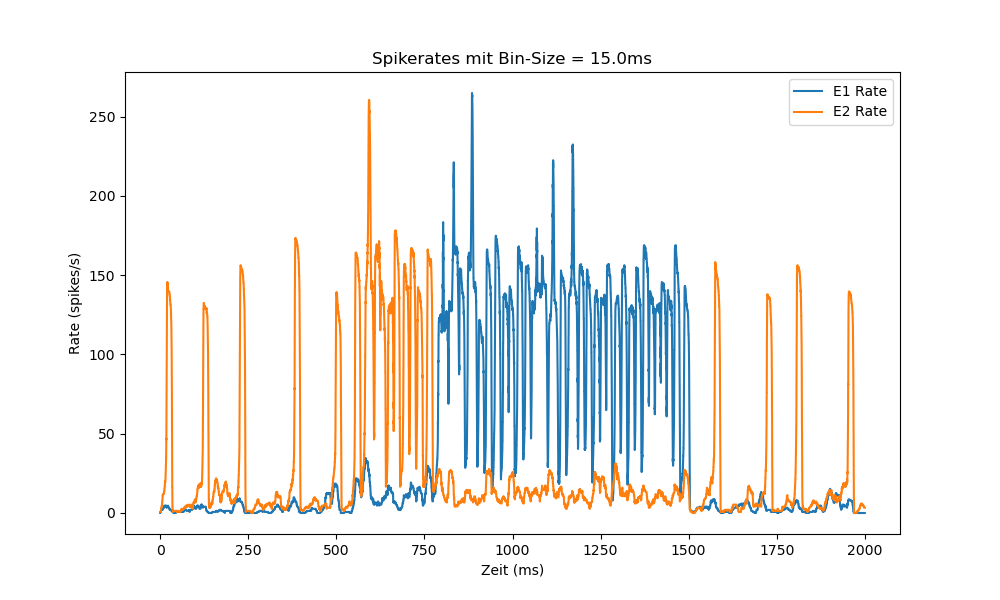 Spikerates mit Bin-Size = 15.0ms
E1 Rate
E2 Rate
Rate (spikes/s)
250
200
150
100
50
0
0 250 500 750 1000 1250 1500 1750 2000
Zeit (ms)